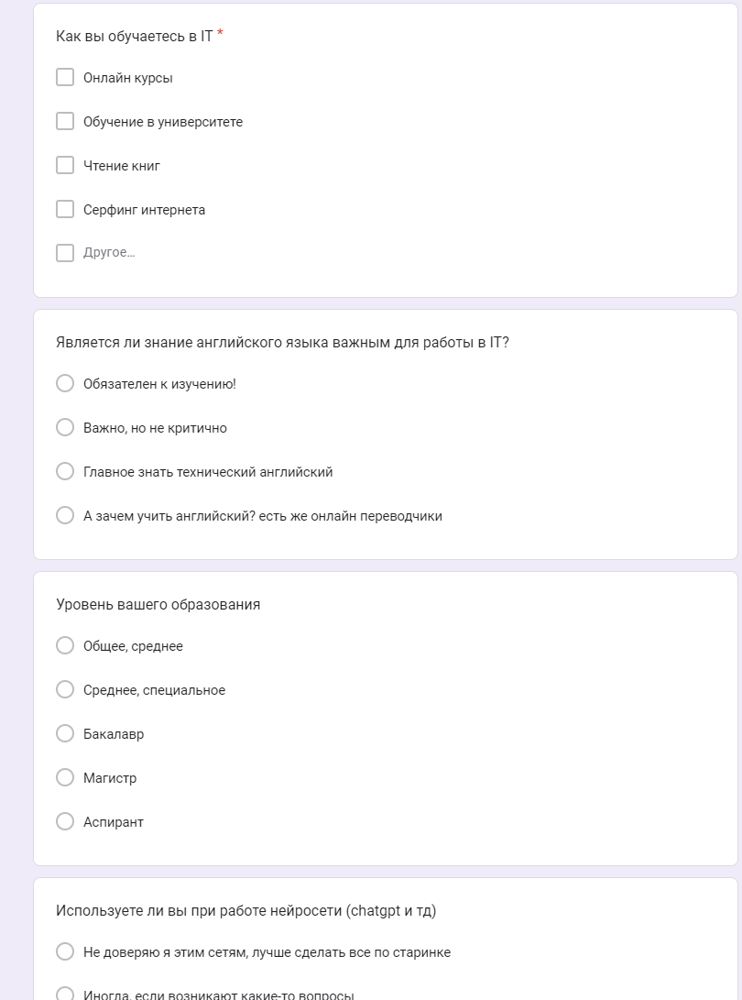 Как вы обучаетесь в IT *
Онлайн курсы
Обучение в университете
Чтение книг
Серфинг интернета
Другое…
Является ли знание английского языка важным для работы в IT?
Обязателен к изучению!
Важно, но не критично
Главное знать технический английский
А зачем учить английский? есть же онлайн переводчики
Уровень вашего образования
Общее, среднее
Среднее, специальное
Бакалавр
Магистр
Аспирант
Используете ли вы при работе нейросети (chatgpt и тд)
Не доверяю я этим сетям, лучше сделать все по старинке
Иногда, если возникают какие-то вопросы